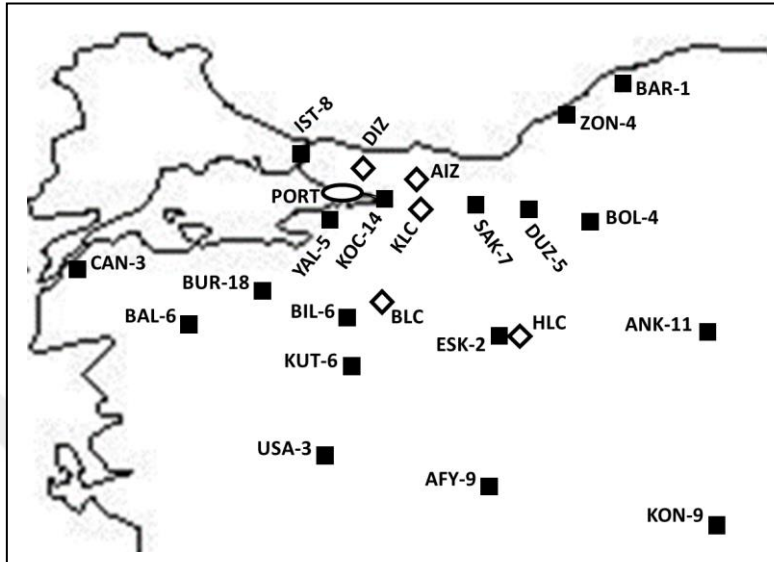 BAR-1
ZON-4
IST-8
DIZ
AIZ
PORT
KOC-14
KLC
SAK-7
DUZ-5
BOL-4
YAL-5
CAN-3
BUR-18
BAL-6
BIL-6
BLC
ESK-2
HLC
ANK-11
KUT-6
USA-3
AFY-9
KON-9